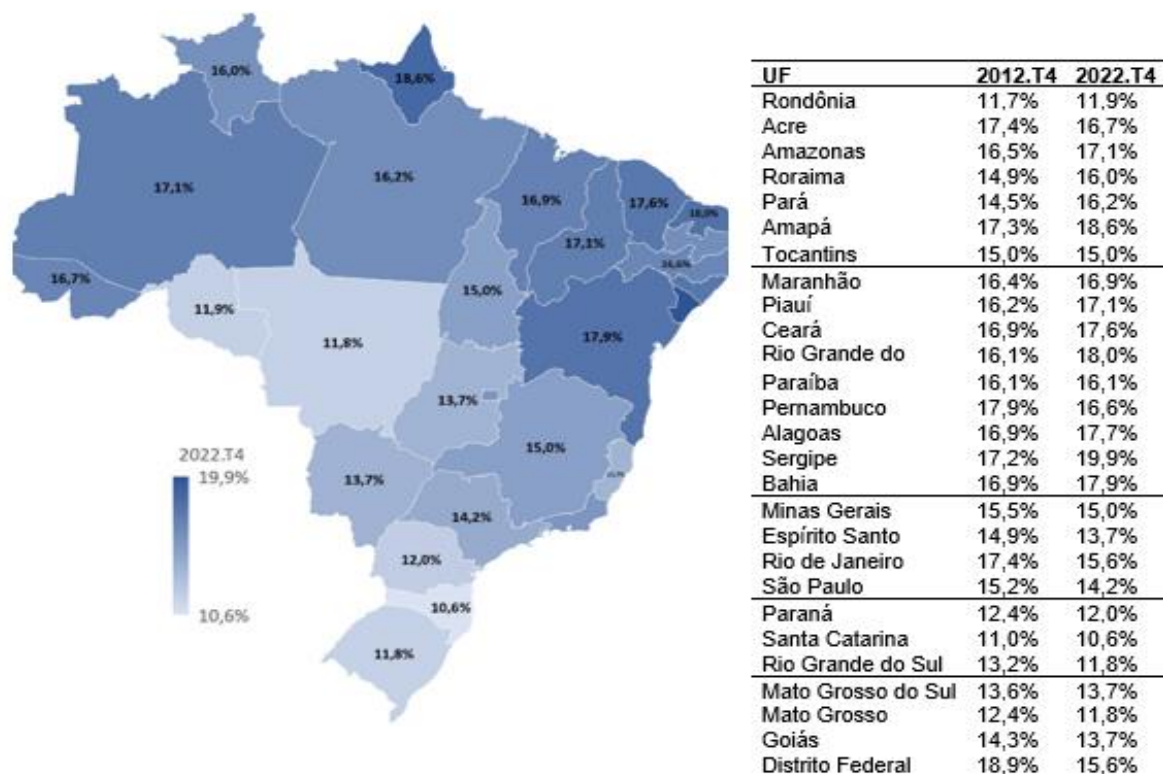 16,0%
18,6%
17,1%
16,2%
16,9%
17,6%
18,0%
17,1%
16,6%
16,7%
15,0%
11,9%
11,8%
17,9%
13,7%
15,0%
13,7%
14,2%
12,0%
10,6%
11,8%
2022.T4
19,9%
10,6%
UF 2012.T4 2022.T4
Rondônia 11,7% 11,9%
Acre 17,4% 16,7%
Amazonas 16,5% 17,1%
Roraima 14,9% 16,0%
Pará 14,5% 16,2%
Amapá 17,3% 18,6%
Tocantins 15,0% 15,0%
Maranhão 16,4% 16,9%
Piauí 16,2% 17,1%
Ceará 16,9% 17,6%
Rio Grande do 16,1% 18,0%
Paraíba 16,1% 16,1%
Pernambuco 17,9% 16,6%
Alagoas 16,9% 17,7%
Sergipe 17,2% 19,9%
Bahia 16,9% 17,9%
Minas Gerais 15,5% 15,0%
Espírito Santo 14,9% 13,7%
Rio de Janeiro 17,4% 15,6%
São Paulo 15,2% 14,2%
Paraná 12,4% 12,0%
Santa Catarina 11,0% 10,6%
Rio Grande do Sul 13,2% 11,8%
Mato Grosso do Sul 13,6% 13,7%
Mato Grosso 12,4% 11,8%
Goiás 14,3% 13,7%
Distrito Federal 18,9% 15,6%